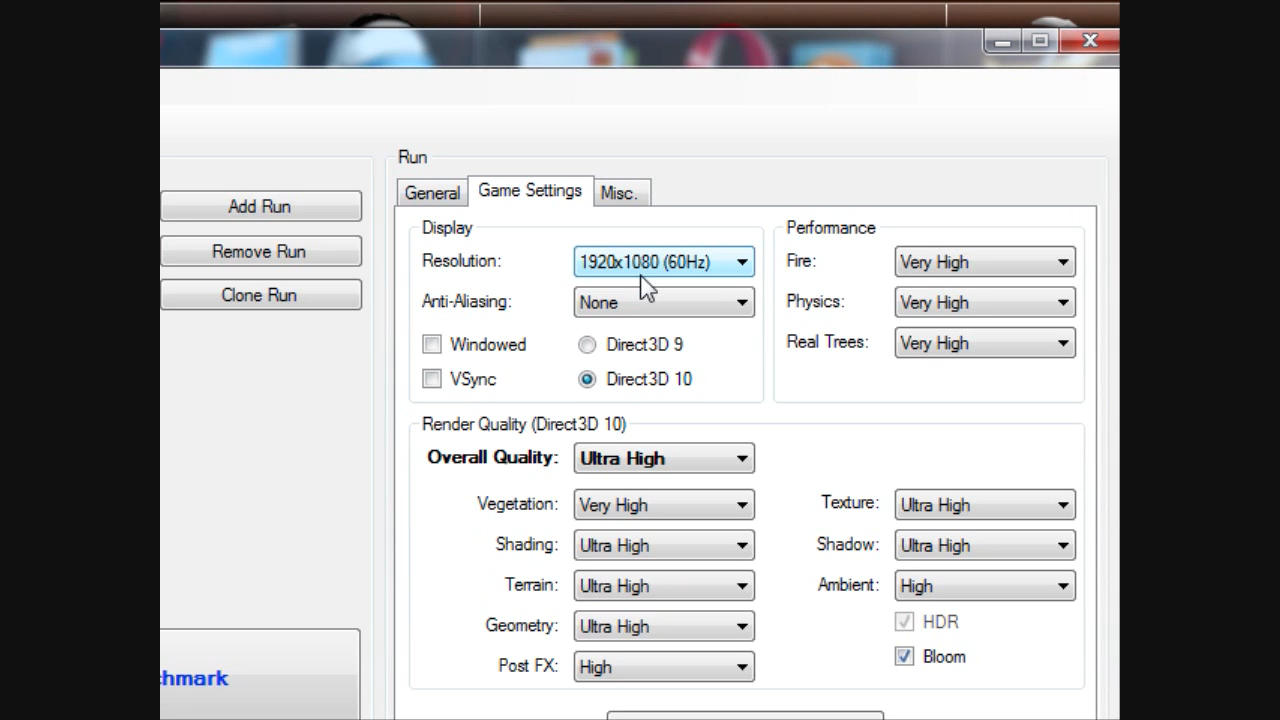 Run
General Game Settings Misc.
Add Run
Remove Run
Clone Run
Display
Resolution: 1920x1080 (60Hz)
Anti-Aliasing: None
Windowed Direct3D 9
VSync Direct3D 10
Performance
Fire: Very High
Physics: Very High
Real Trees: Very High
Render Quality (Direct3D 10)
Overall Quality: Ultra High
Vegetation: Very High Texture: Ultra High
Shading: Ultra High Shadow: Ultra High
Terrain: Ultra High Ambient: High
Geometry: Ultra High HDR
Post FX: High Bloom
hmark